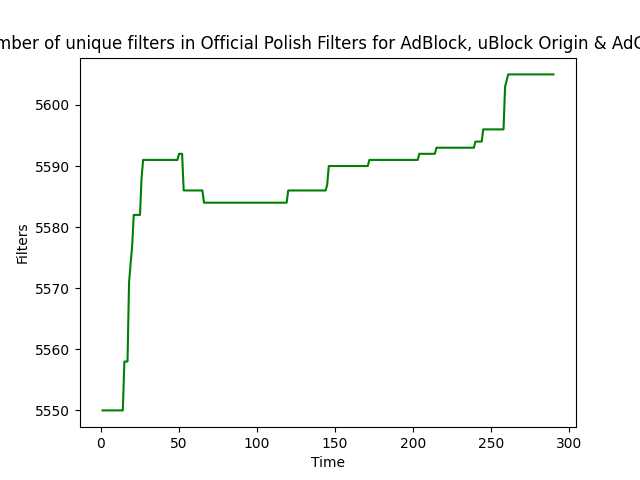 mber of unique filters in Official Polish Filters for AdBlock, uBlock Origin & AdG
5600
5590
5580
5570
5560
5550
Filters
0 50 100 150 200 250 300
Time